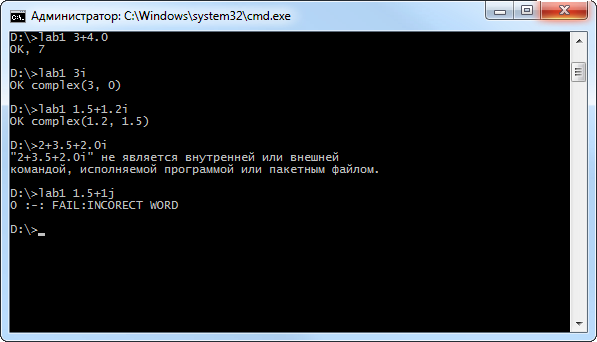 Администратор: C:\Windows\system32\cmd.exe
D:\>lab1 3+4.0
OK, 7
D:\>lab1 3i
OK complex(3, 0)
D:\>lab1 1.5+1.2i
OK complex(1.2, 1.5)
D:\>2+3.5+2.0i
"2+3.5+2.0i" не является внутренней или внешней
командой, исполняемой программой или пакетным файлом.
D:\>lab1 1.5+1j
O :-: FAIL:INCORECT WORD
D:\>